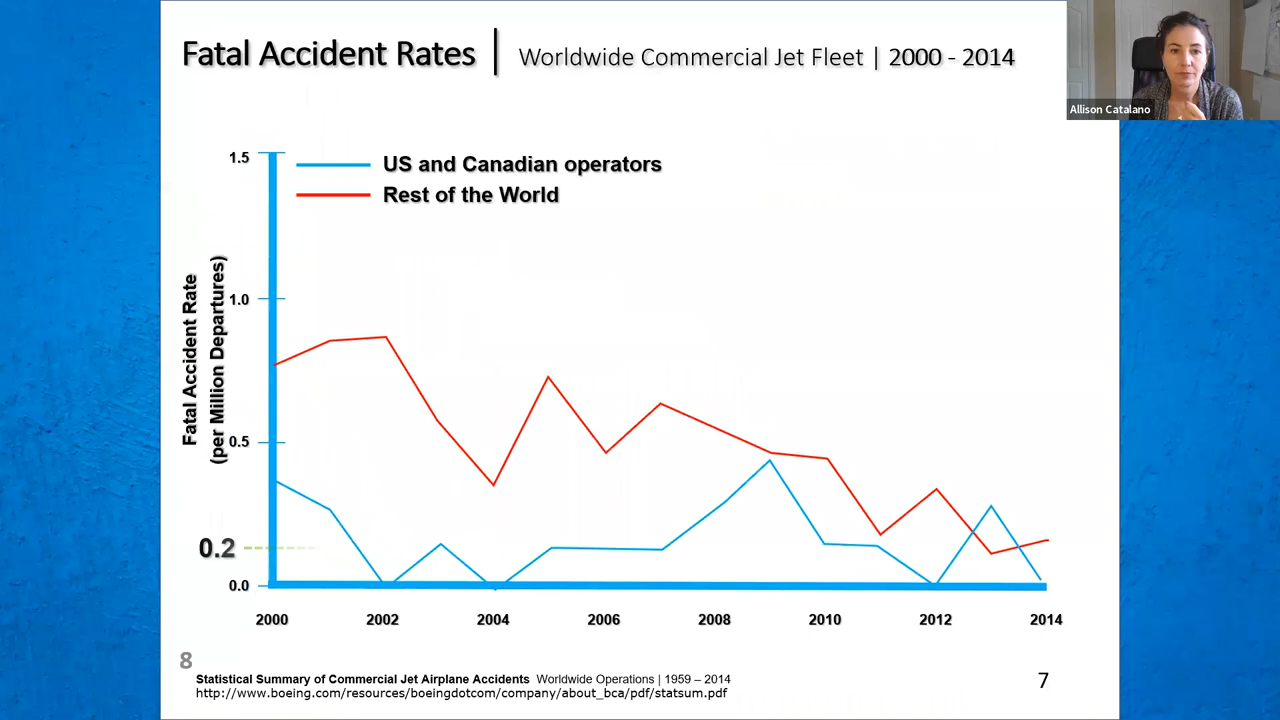 Fatal Accident Rates | Worldwide Commercial Jet Fleet | 2000 - 2014
Allison Catalano
1.5
US and Canadian operators
Rest of the World
Fatal Accident Rate
(per Million Departures)
1.0
0.5
0.2
0.0
2000 2002 2004 2006 2008 2010 2012 2014
8
Statistical Summary of Commercial Jet Airplane Accidents Worldwide Operations | 1959 – 2014
http://www.boeing.com/resources/boeingdotcom/company/about_bca/pdf/statsum.pdf
7